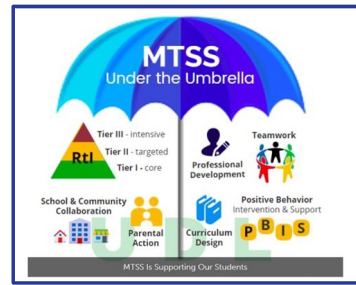 MTSS
Under the Umbrella
RtI
Tier III - intensive
Tier II - targeted
Tier I - core
Professional
Development
Teamwork
School & Community
Collaboration
Parental
Action
Curriculum
Design
Positive Behavior
Intervention & Support
PBIS
UDL
MTSS Is Supporting Our Students